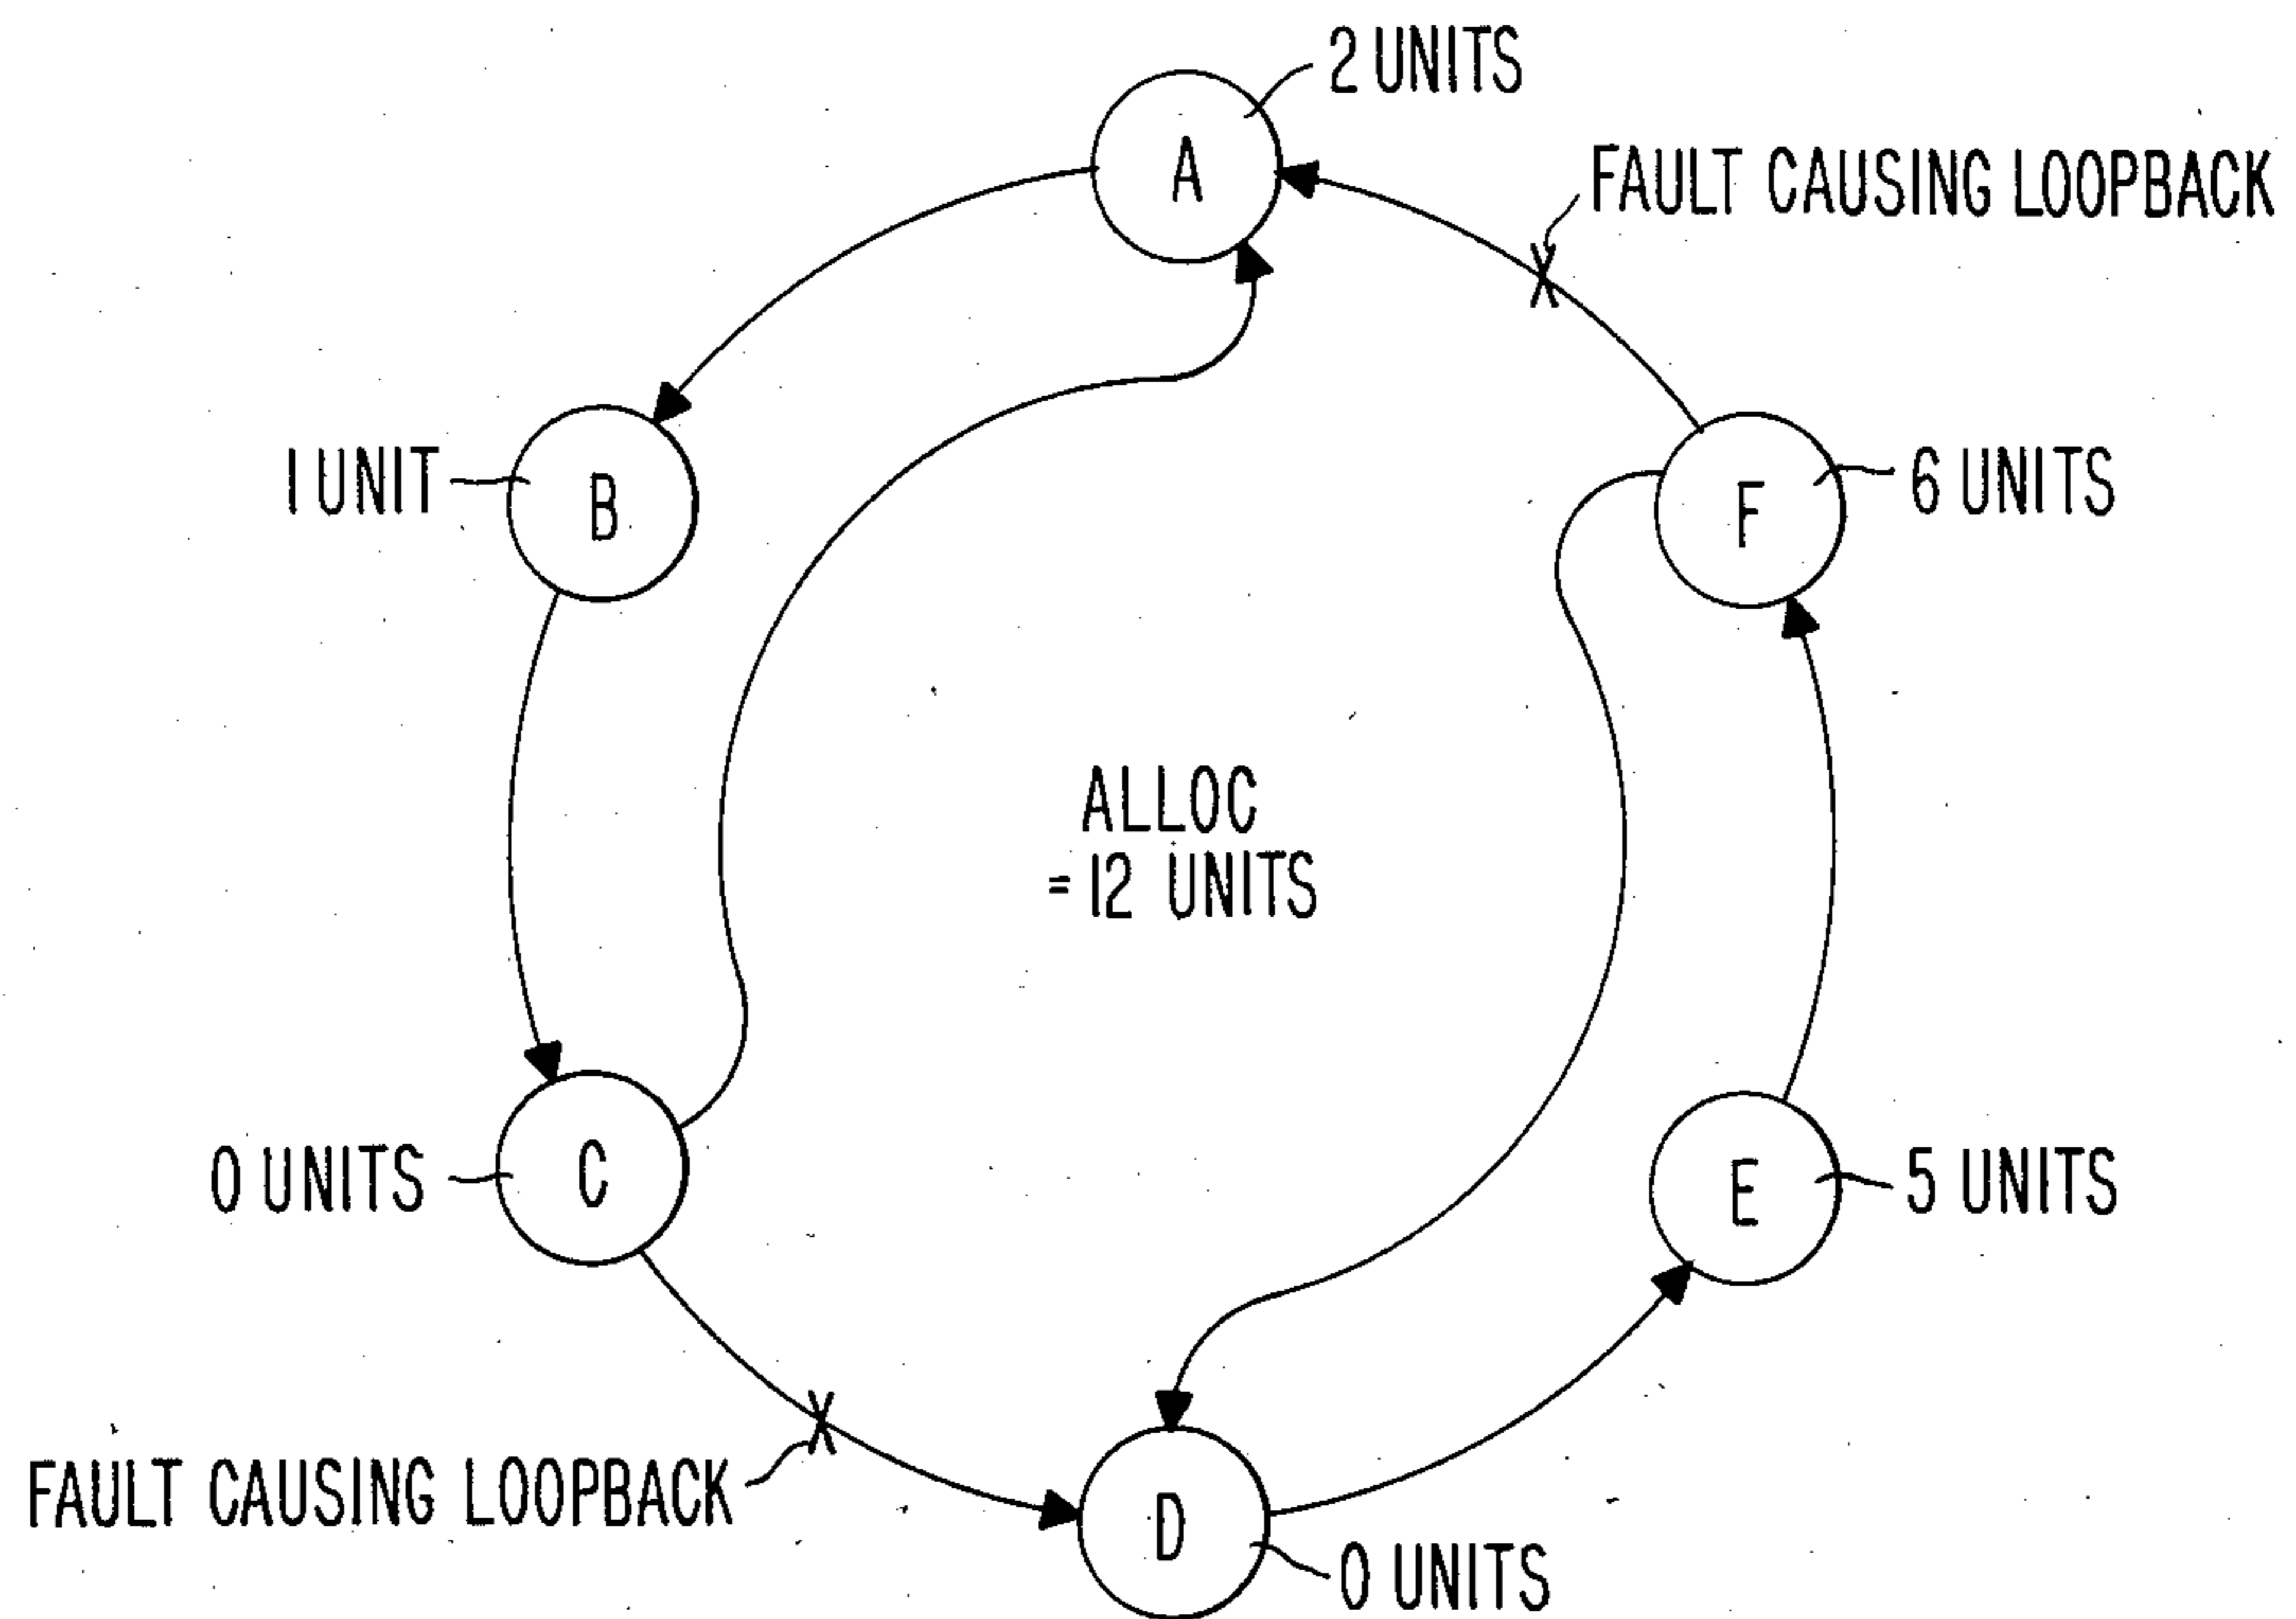 2 UNITS
A
FAULT CAUSING LOOPBACK
1 UNIT
B
F
6 UNITS
ALLOC
= 12 UNITS
0 UNITS
C
E
5 UNITS
FAULT CAUSING LOOPBACK
D
0 UNITS